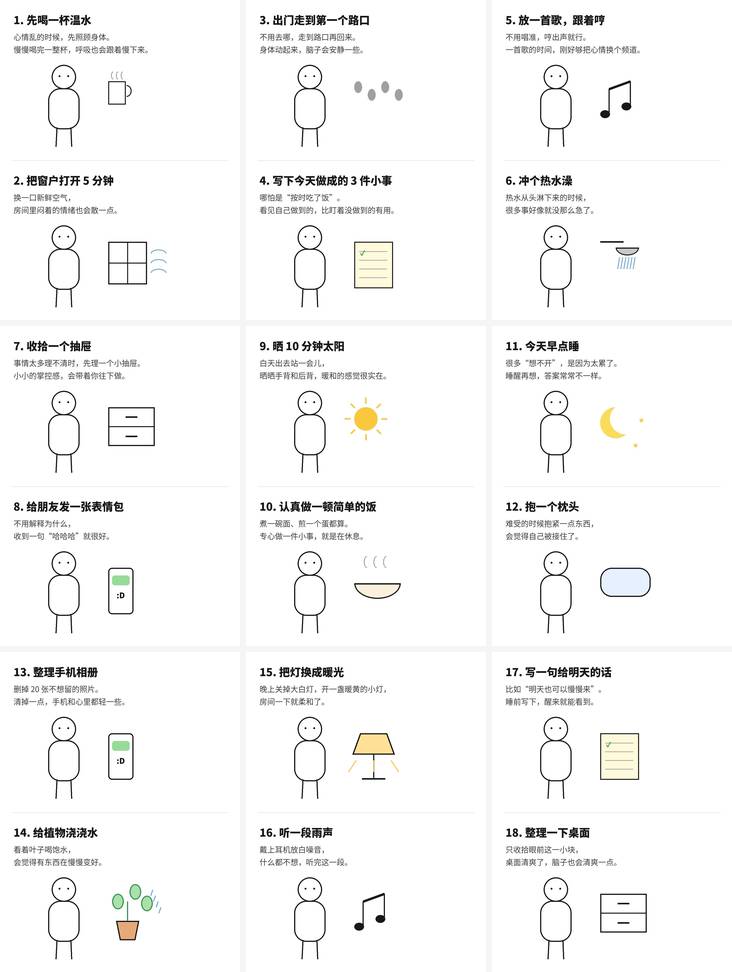 1. 先喝一杯温水
心情乱的时候，先照顾身体。
慢慢喝完一整杯，呼吸也会跟着慢下来。
2. 把窗户打开 5 分钟
换一口新鲜空气，
房间里闷着的情绪也会散一点。
3. 出门走到第一个路口
不用去哪，走到路口再回来。
身体动起来，脑子会安静一些。
4. 写下今天做成的 3 件小事
哪怕是“按时吃了饭”。
看见自己做到的，比盯着没做到的有用。
5. 放一首歌，跟着哼
不用唱准，哼出声就行。
一首歌的时间，刚好够把心情换个频道。
6. 冲个热水澡
热水从头淋下来的时候，
很多事好像就没那么急了。
7. 收拾一个抽屉
事情太多理不清时，先理一个小抽屉。
小小的掌控感，会带着你往下做。
8. 给朋友发一张表情包
不用解释为什么，
收到一句“哈哈哈”就很好。
:D
9. 晒 10 分钟太阳
白天出去站一会儿，
晒晒手背和后背，暖和的感觉很实在。
10. 认真做一顿简单的饭
煮一碗面、煎一个蛋都算。
专心做一件事，就是在休息。
11. 今天早点睡
很多“想不开”，是因为太累了。
睡醒再想，答案常常不一样。
12. 抱一个枕头
难受的时候抱紧一点东西，
会觉得自己被接住了。
13. 整理手机相册
删掉 20 张不想留的照片。
清掉一点，手机和心里都轻一些。
:D
14. 给植物浇浇水
看着叶子喝饱水，
会觉得有东西在慢慢变好。
15. 把灯换成暖光
晚上关掉大白灯，开一盏暖黄的小灯，
房间一下就柔和了。
16. 听一段雨声
戴上耳机放白噪音，
什么都不想，听完这一段。
17. 写一句给明天的话
比如“明天也可以慢慢来”。
睡前写下，醒来就能看到。
18. 整理一下桌面
只收拾眼前这一小块，
桌面清爽了，脑子也会清爽一点。